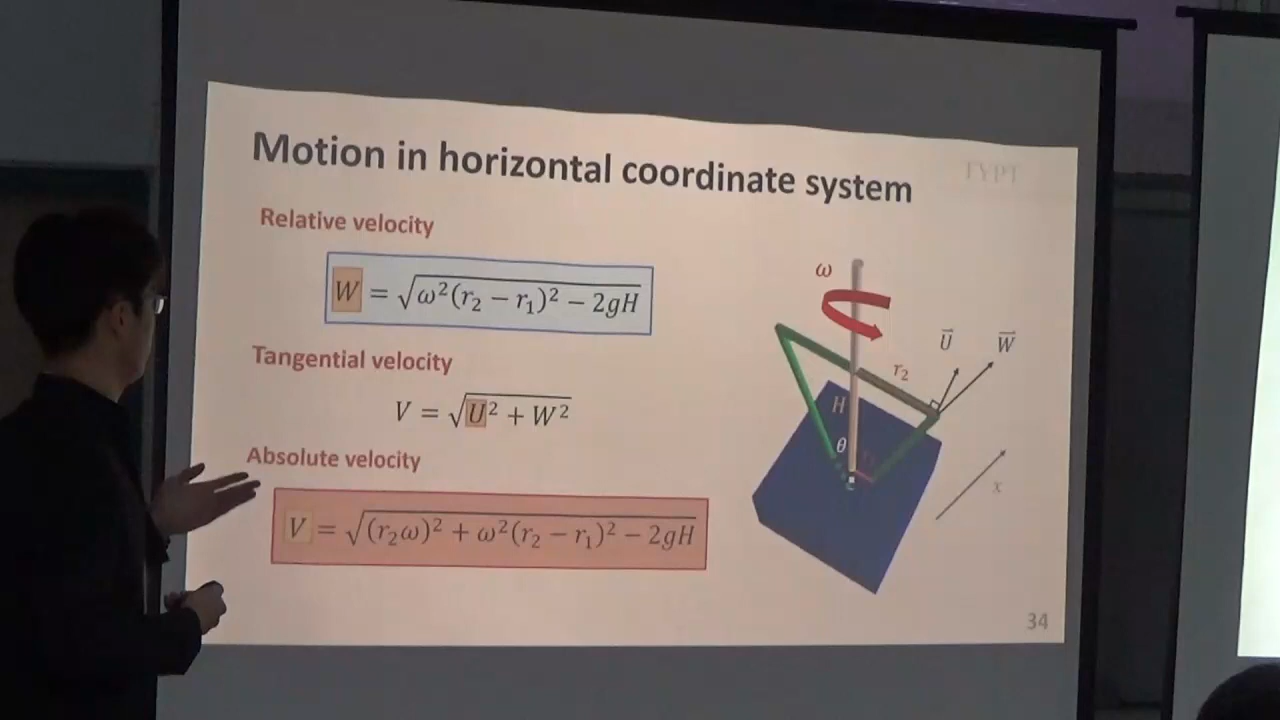 Motion in horizontal coordinate system
TYPT
Relative velocity
W = √(ω²(r₂ − r₁)² − 2gH)
Tangential velocity
V = √(U² + W²)
Absolute velocity
V = √((r₂ω)² + ω²(r₂ − r₁)² − 2gH)
ω
U⃗
W⃗
r₂
H
θ
x
34